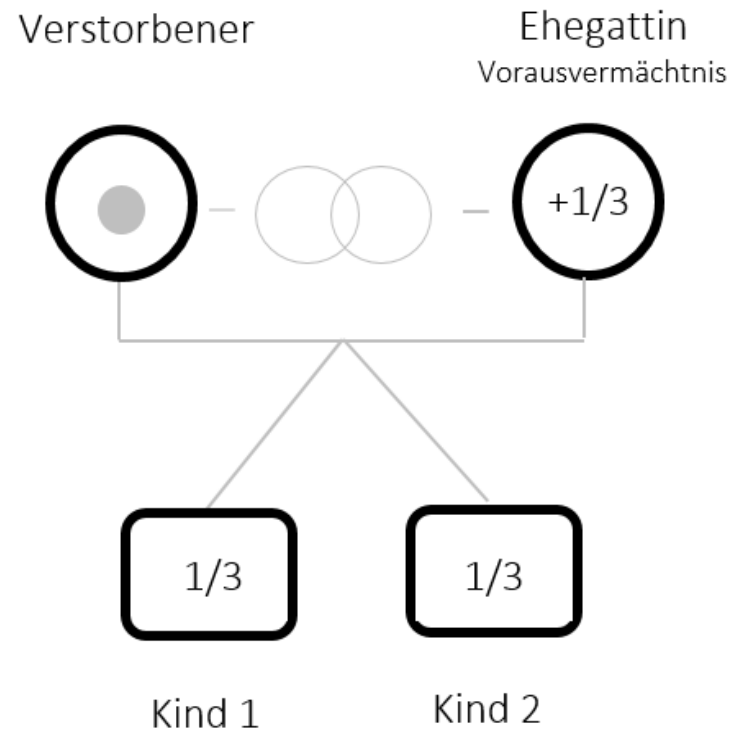 Verstorbener
Ehegattin
Vorausvermächtnis
+1/3
1/3
1/3
Kind 1
Kind 2